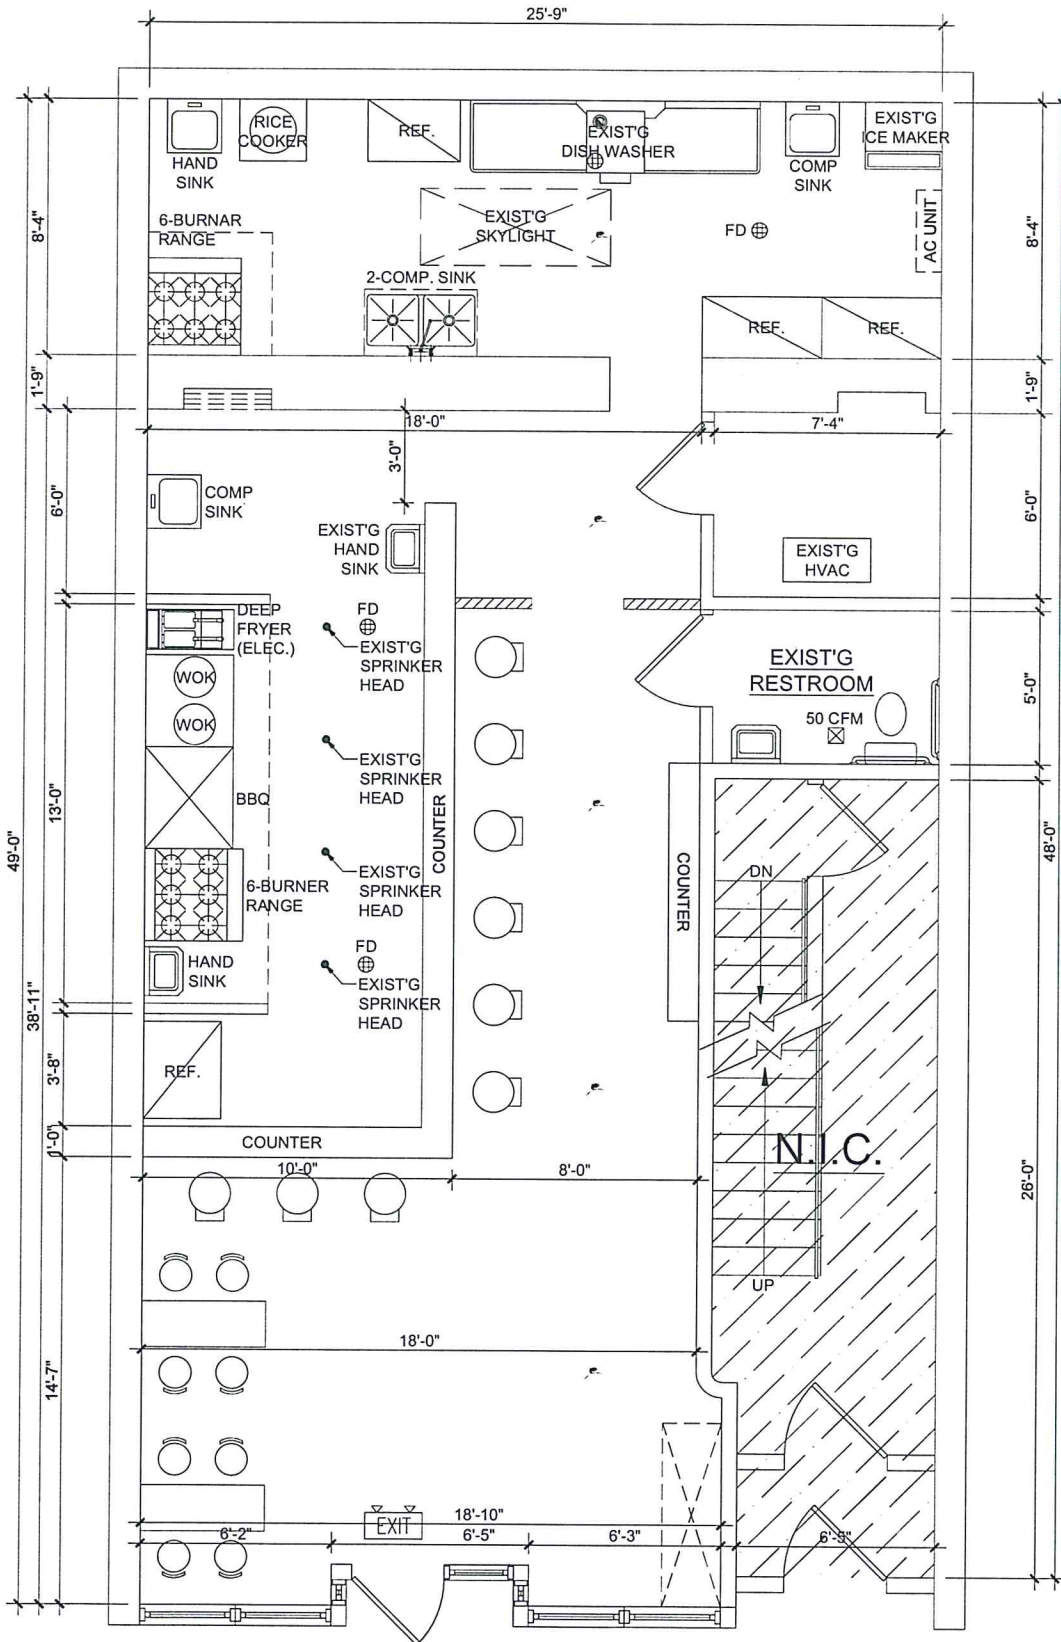 25'-9"
RICE
COOKER
REF.
EXIST'G
DISH WASHER
EXIST'G
ICE MAKER
HAND
SINK
COMP
SINK
6-BURNAR
RANGE
EXIST'G
SKYLIGHT
FD
AC UNIT
8'-4"
8'-4"
2-COMP. SINK
REF.
REF.
1'-9"
1'-9"
18'-0"
7'-4"
3'-0"
6'-0"
COMP
SINK
EXIST'G
HAND
SINK
EXIST'G
HVAC
6'-0"
DEEP
FRYER
(ELEC.)
FD
EXIST'G
SPRINKER
HEAD
WOK
WOK
EXIST'G
RESTROOM
50 CFM
5'-0"
EXIST'G
SPRINKER
HEAD
BBQ
13'-0"
49'-0"
38'-11"
48'-0"
COUNTER
COUNTER
DN
6-BURNER
RANGE
EXIST'G
SPRINKER
HEAD
FD
HAND
SINK
EXIST'G
SPRINKER
HEAD
3'-8"
REF.
1'-0"
COUNTER
N.I.C.
10'-0"
8'-0"
26'-0"
UP
18'-0"
14'-7"
EXIT
18'-10"
6'-2"
6'-5"
6'-3"
6'-5"